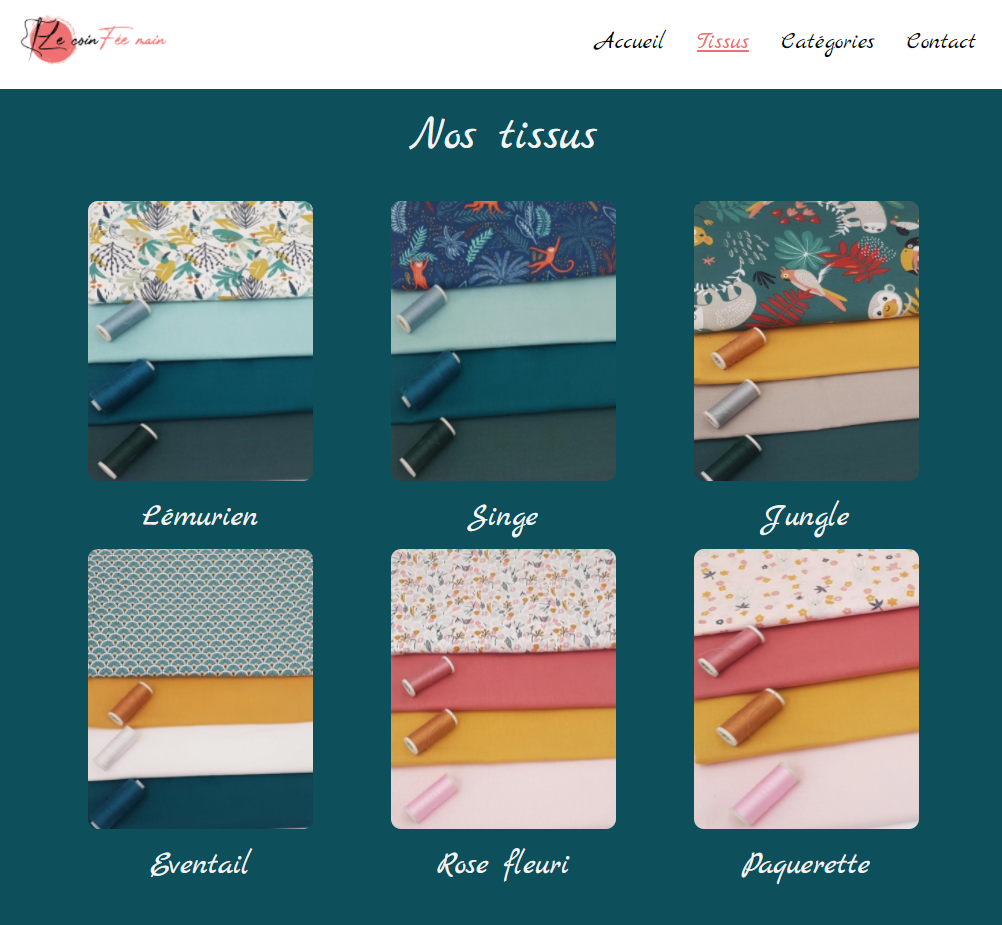 Le coin Fée main
Accueil Tissus Catégories Contact
Nos tissus
Lémurien Singe Jungle
Eventail Rose fleuri Paquerette